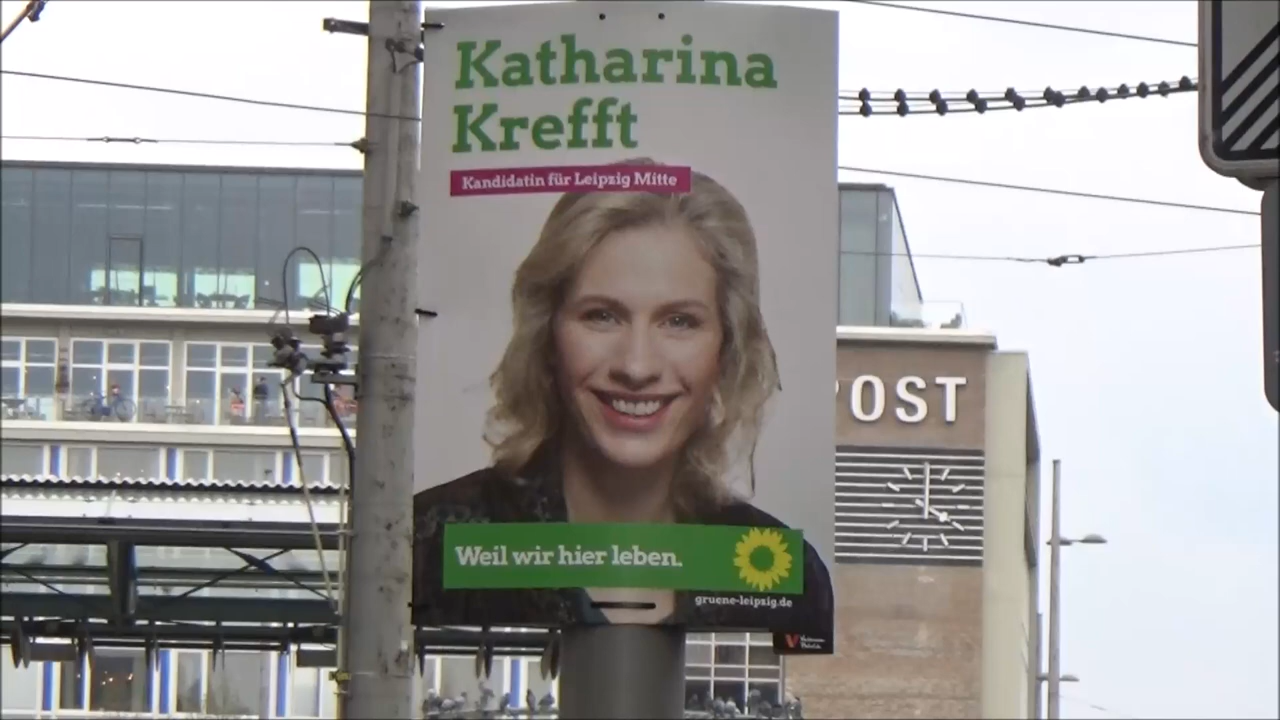 Katharina
Krefft
Kandidatin für Leipzig Mitte
Weil wir hier leben.
gruene-leipzig.de
POST